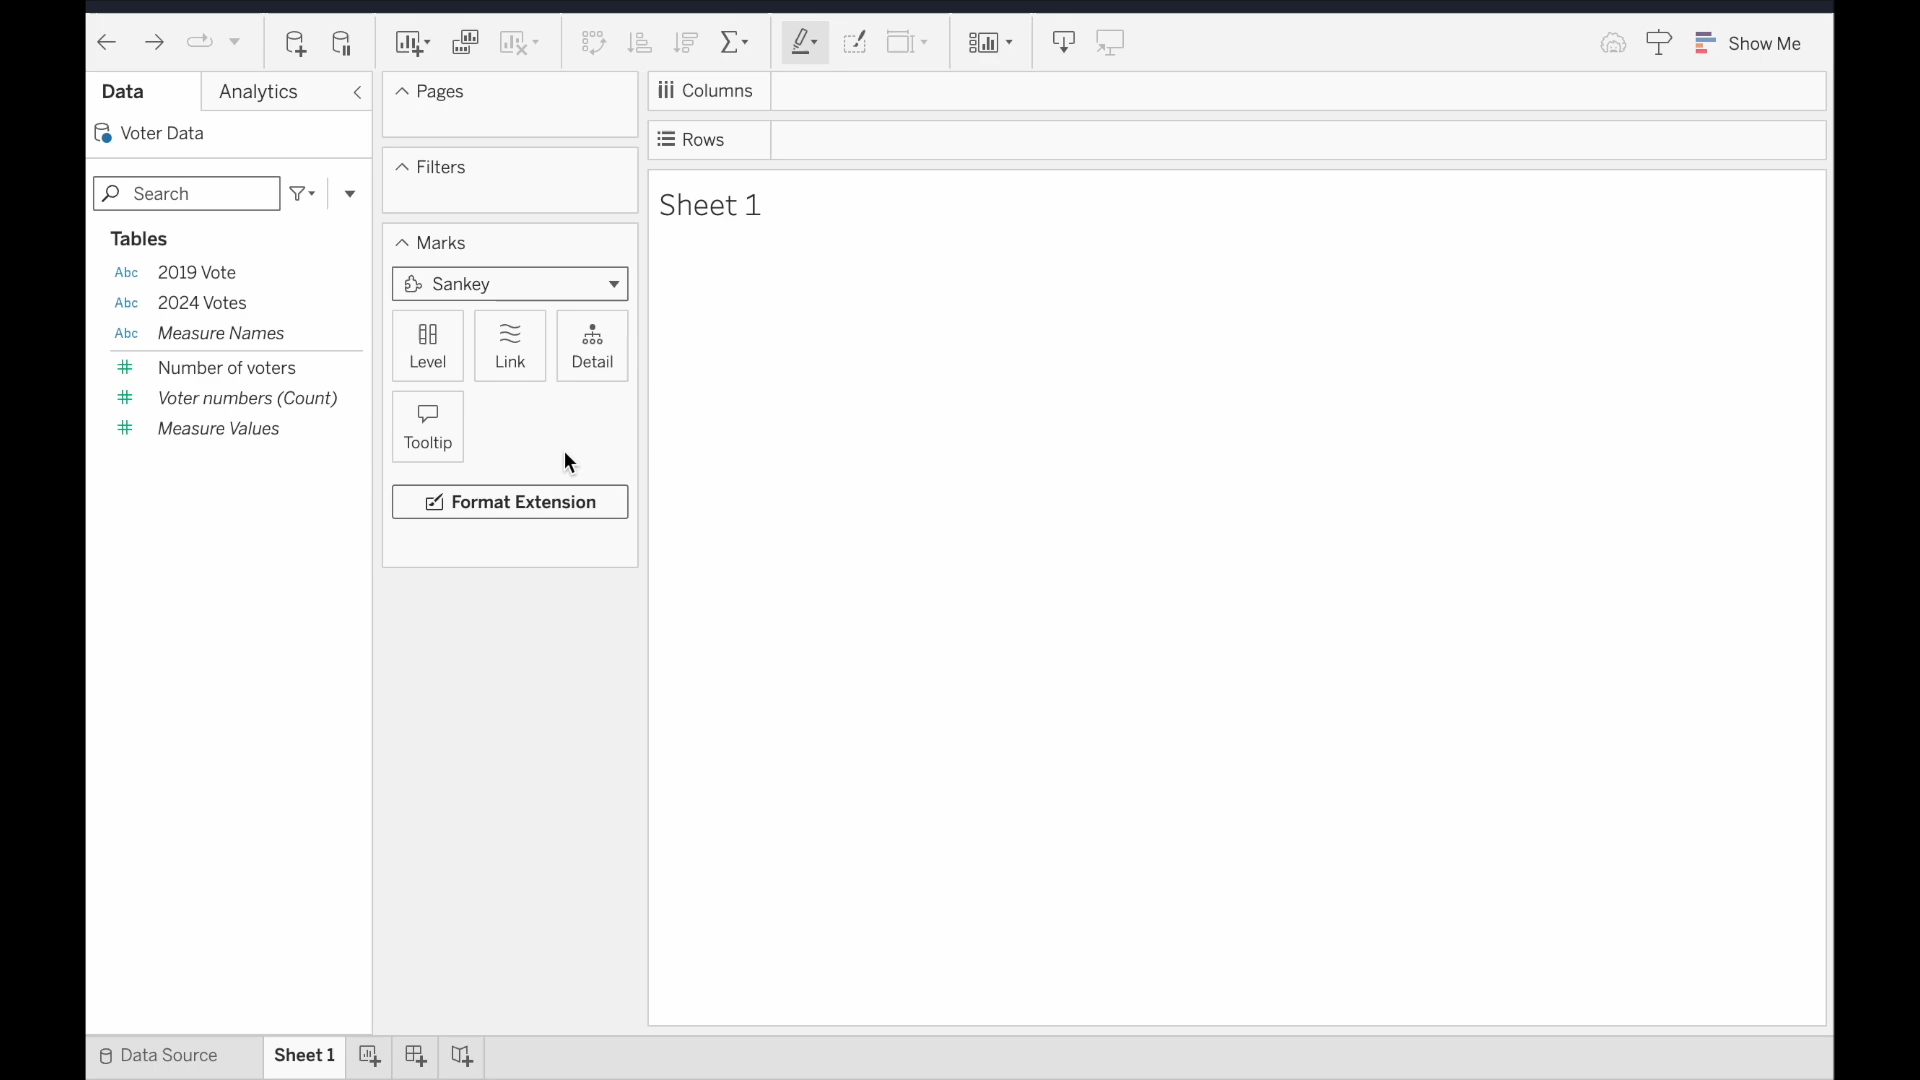 Show Me
Data
Analytics
Voter Data
Search
Tables
Abc 2019 Vote
Abc 2024 Votes
Abc Measure Names
Number of voters
Voter numbers (Count)
Measure Values
Pages
Filters
Marks
Sankey
Level Link Detail
Tooltip
Format Extension
Columns
Rows
Sheet 1
Data Source
Sheet 1